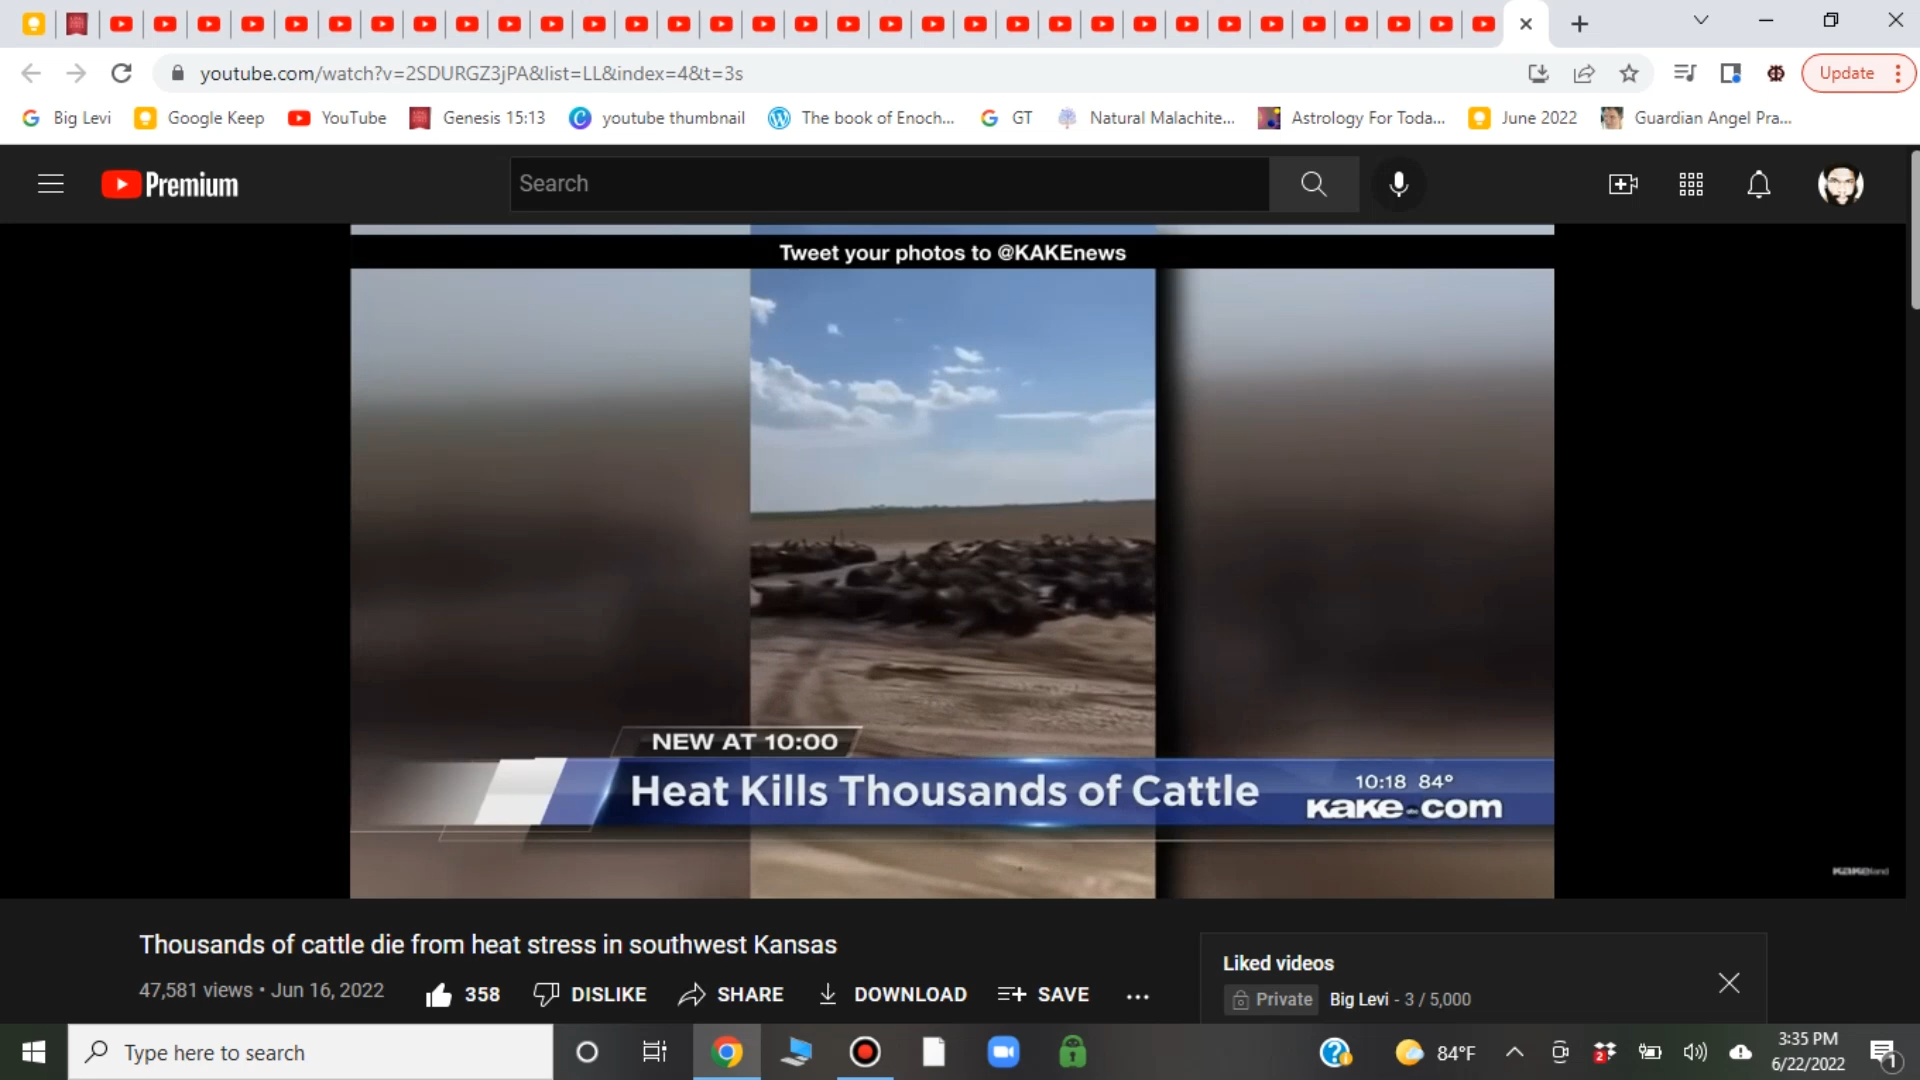 youtube.com/watch?v=2SDURGZ3jPA&list=LL&index=4&t=3s
Update
Big Levi
Google Keep
YouTube
Genesis 15:13
youtube thumbnail
The book of Enoch...
GT
Natural Malachite...
Astrology For Toda...
June 2022
Guardian Angel Pra...
Premium
Search
Tweet your photos to @KAKEnews
NEW AT 10:00
Heat Kills Thousands of Cattle
10:18 84°
KaKe.com
KAKEland
Thousands of cattle die from heat stress in southwest Kansas
47,581 views • Jun 16, 2022
358
DISLIKE
SHARE
DOWNLOAD
SAVE
Liked videos
Private
Big Levi - 3 / 5,000
Type here to search
2
84°F
3:35 PM
6/22/2022
1